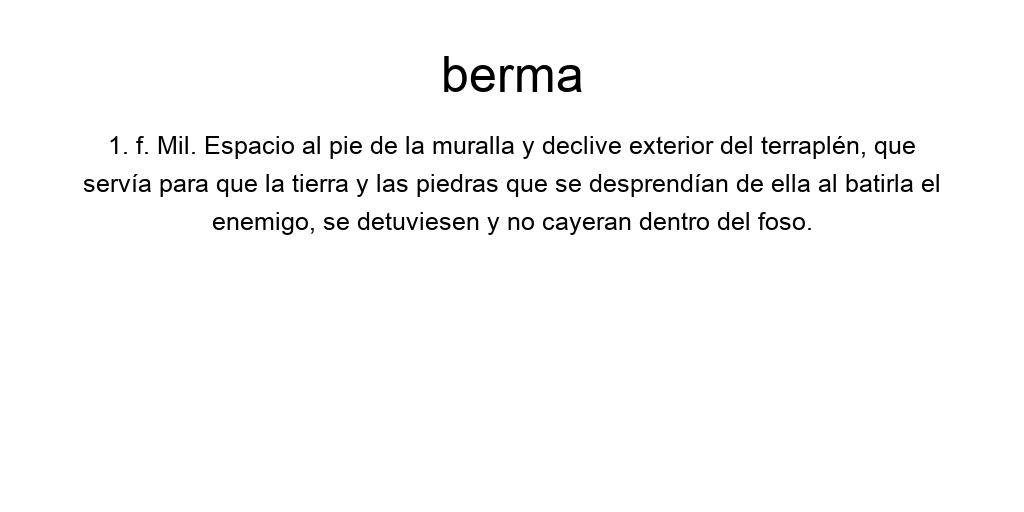 berma
1. f. Mil. Espacio al pie de la muralla y declive exterior del terraplén, que
servía para que la tierra y las piedras que se desprendían de ella al batirla el
enemigo, se detuviesen y no cayeran dentro del foso.